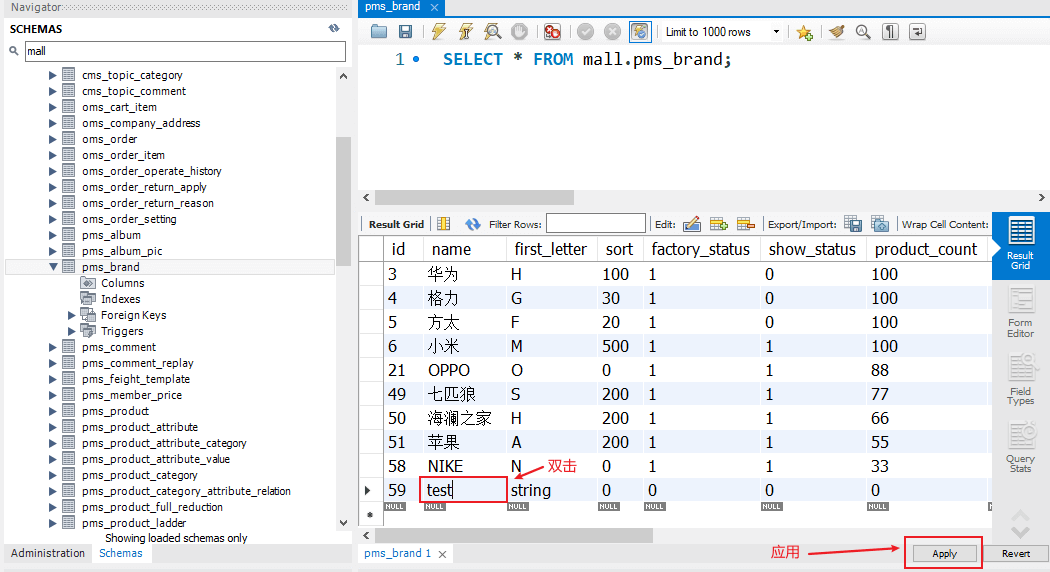 Navigator
SCHEMAS
mall
cms_topic_category
cms_topic_comment
oms_cart_item
oms_company_address
oms_order
oms_order_item
oms_order_operate_history
oms_order_return_apply
oms_order_return_reason
oms_order_setting
pms_album
pms_album_pic
pms_brand
Columns
Indexes
Foreign Keys
Triggers
pms_comment
pms_comment_replay
pms_feight_template
pms_member_price
pms_product
pms_product_attribute
pms_product_attribute_category
pms_product_attribute_value
pms_product_category
pms_product_category_attribute_relation
pms_product_full_reduction
pms_product_ladder
Showing loaded schemas only
Administration Schemas
pms_brand
Limit to 1000 rows
1 SELECT * FROM mall.pms_brand;
Result Grid Filter Rows: Edit: Export/Import: Wrap Cell Content:
id name first_letter sort factory_status show_status product_count
3 华为 H 100 1 0 100
4 格力 G 30 1 0 100
5 方太 F 20 1 0 100
6 小米 M 500 1 1 100
21 OPPO O 0 1 1 88
49 七匹狼 S 200 1 1 77
50 海澜之家 H 200 1 1 66
51 苹果 A 200 1 1 55
58 NIKE N 0 1 1 33
双击
59 test string 0 0 0 0
NULL NULL NULL NULL NULL NULL NULL
Result
Grid
Form
Editor
Field
Types
Query
Stats
pms_brand 1
应用
Apply Revert